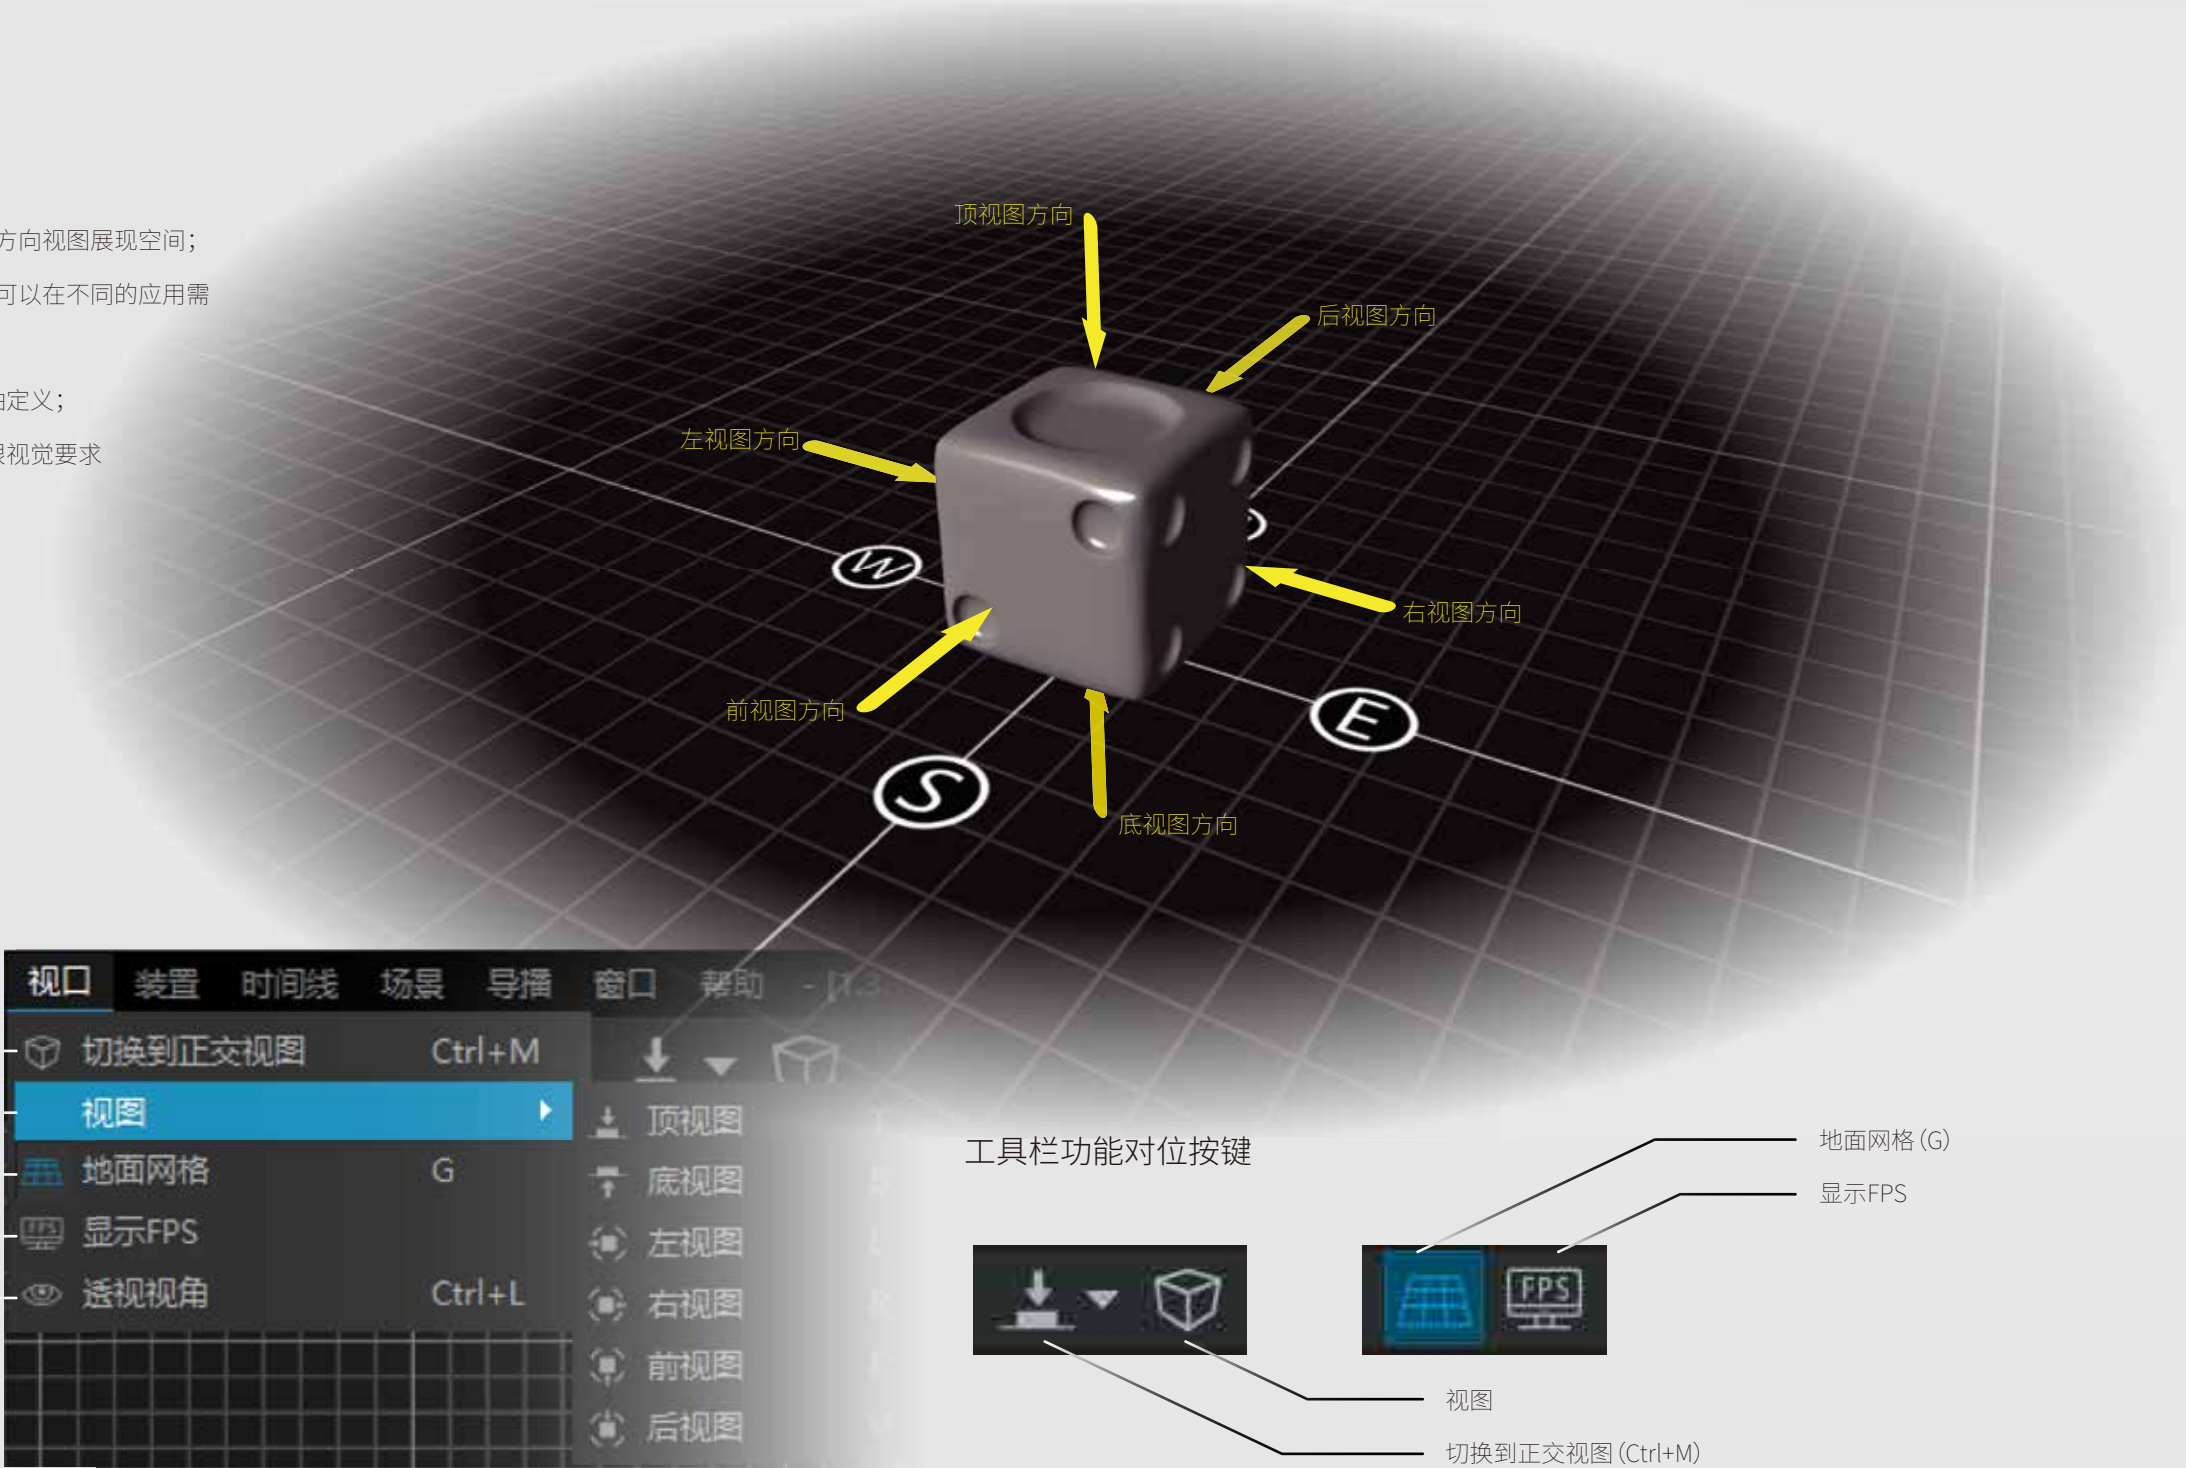 方向视图展现空间；
可以在不同的应用需
定义；
视觉要求
顶视图方向
后视图方向
左视图方向
右视图方向
前视图方向
底视图方向
W
S
E
视口 装置 时间线 场景 导播 窗口 帮助 - [1.3
切换到正交视图 Ctrl+M
视图
地面网格 G
显示FPS
透视视角 Ctrl+L
顶视图
底视图
左视图
右视图
前视图
后视图
工具栏功能对位按键
地面网格(G)
显示FPS
FPS
视图
切换到正交视图(Ctrl+M)